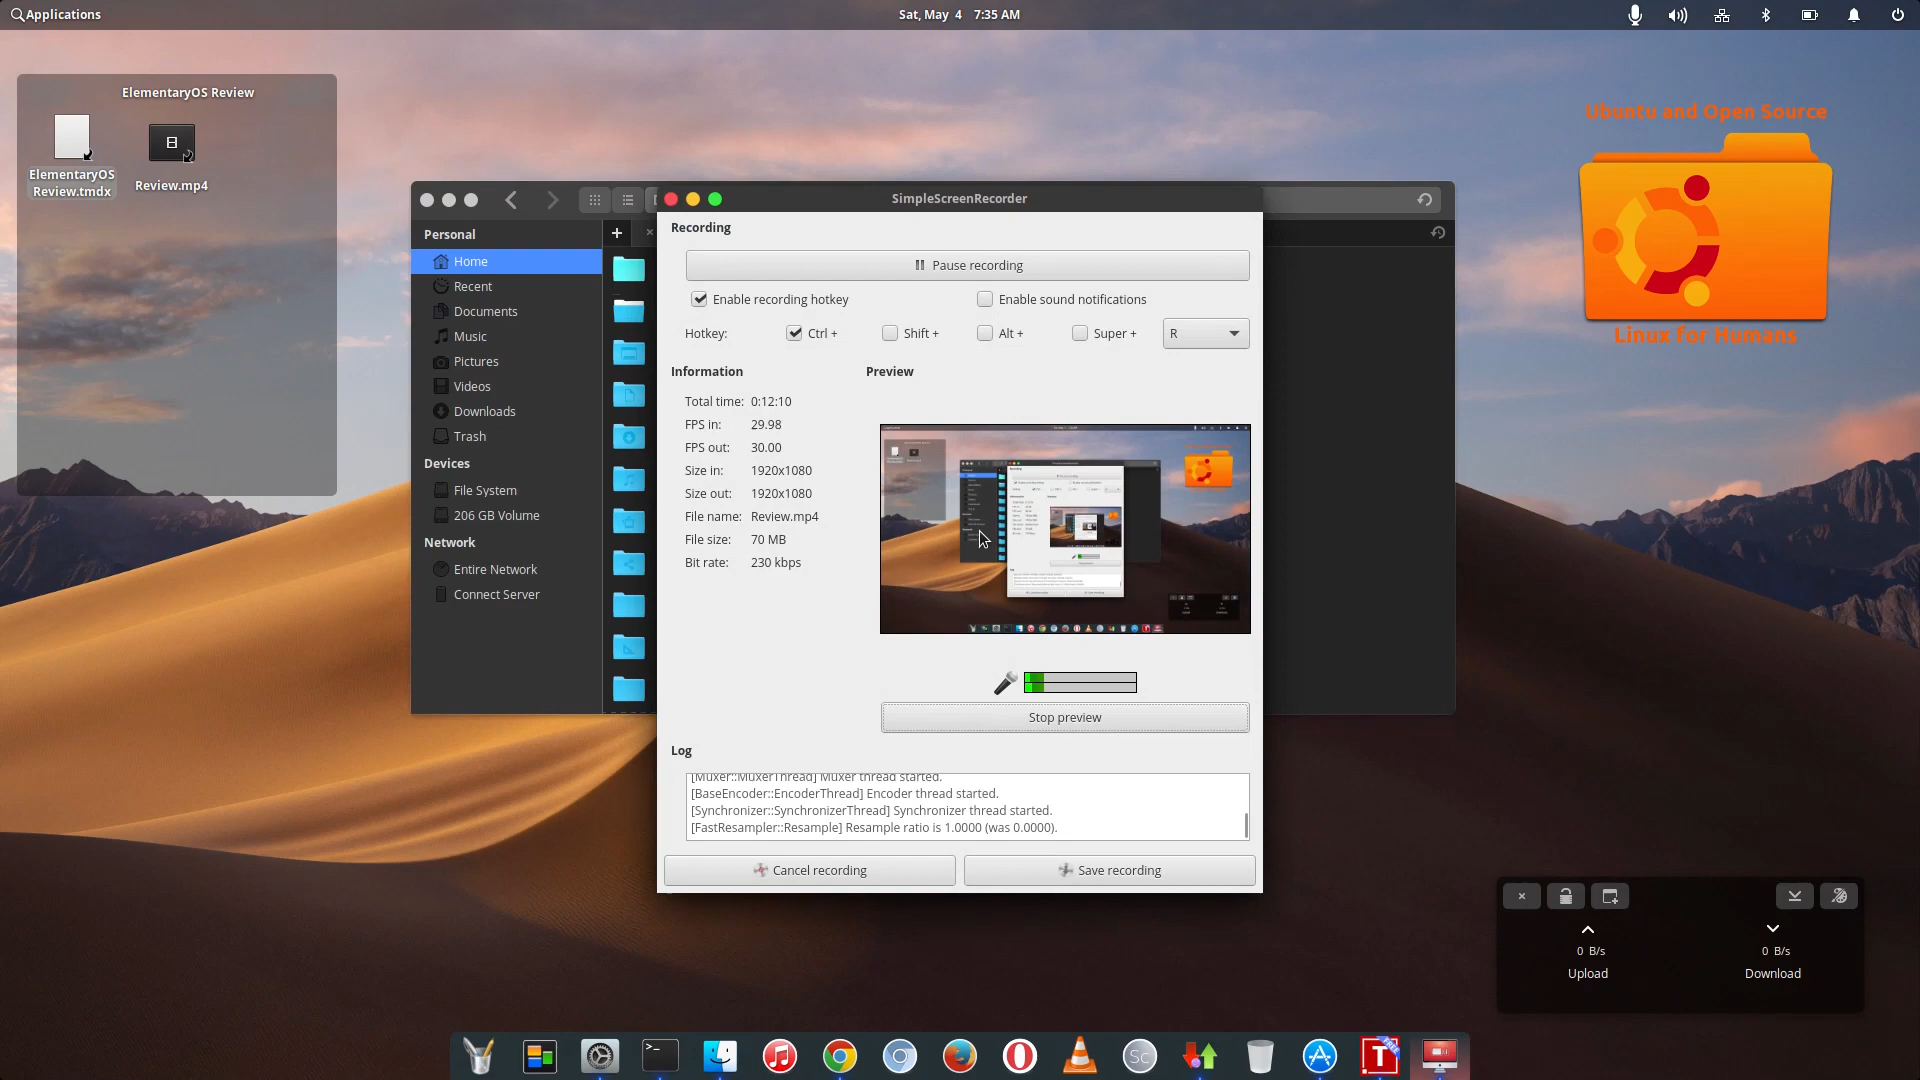 Applications
Sat, May 4 7:35 AM
ElementaryOS Review
ElementaryOS
Review.tmdx
Review.mp4
Ubuntu and Open Source
Linux for Humans
Personal
Home
Recent
Documents
Music
Pictures
Videos
Downloads
Trash
Devices
File System
206 GB Volume
Network
Entire Network
Connect Server
SimpleScreenRecorder
Recording
Pause recording
Enable recording hotkey
Enable sound notifications
Hotkey: Ctrl + Shift + Alt + Super + R
Information
Preview
Total time: 0:12:10
FPS in: 29.98
FPS out: 30.00
Size in: 1920x1080
Size out: 1920x1080
File name: Review.mp4
File size: 70 MB
Bit rate: 230 kbps
Stop preview
Log
[Muxer::MuxerThread] Muxer thread started.
[BaseEncoder::EncoderThread] Encoder thread started.
[Synchronizer::SynchronizerThread] Synchronizer thread started.
[FastResampler::Resample] Resample ratio is 1.0000 (was 0.0000).
Cancel recording
Save recording
0 B/s
Upload
0 B/s
Download
>_
Sc
T
FREE